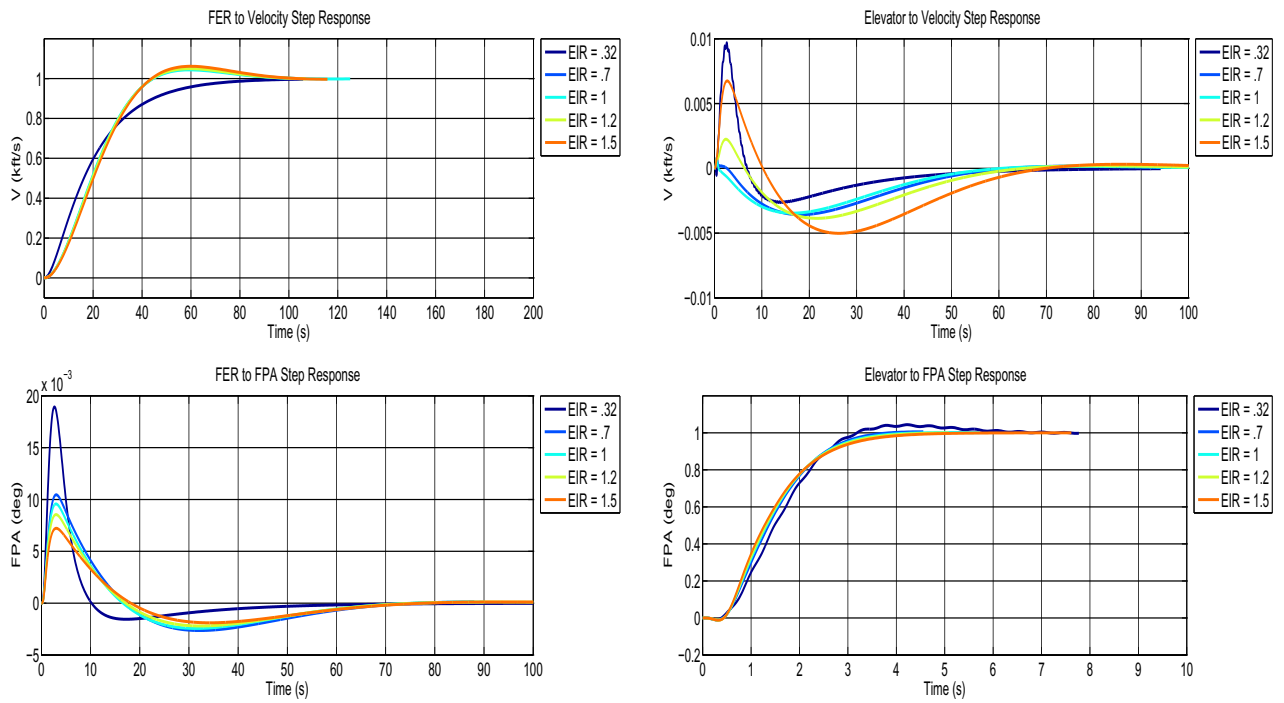 FER to Velocity Step Response
V (kft/s)
1
0.8
0.6
0.4
0.2
0
0 20 40 60 80 100 120 140 160 180 200
Time (s)
EIR = .32
EIR = .7
EIR = 1
EIR = 1.2
EIR = 1.5
Elevator to Velocity Step Response
V (kft/s)
0.01
0.005
0
−0.005
−0.01
0 10 20 30 40 50 60 70 80 90 100
Time (s)
EIR = .32
EIR = .7
EIR = 1
EIR = 1.2
EIR = 1.5
FER to FPA Step Response
x 10⁻³
FPA (deg)
20
15
10
5
0
−5
0 10 20 30 40 50 60 70 80 90 100
Time (s)
EIR = .32
EIR = .7
EIR = 1
EIR = 1.2
EIR = 1.5
Elevator to FPA Step Response
FPA (deg)
1
0.8
0.6
0.4
0.2
0
−0.2
0 1 2 3 4 5 6 7 8 9 10
Time (s)
EIR = .32
EIR = .7
EIR = 1
EIR = 1.2
EIR = 1.5